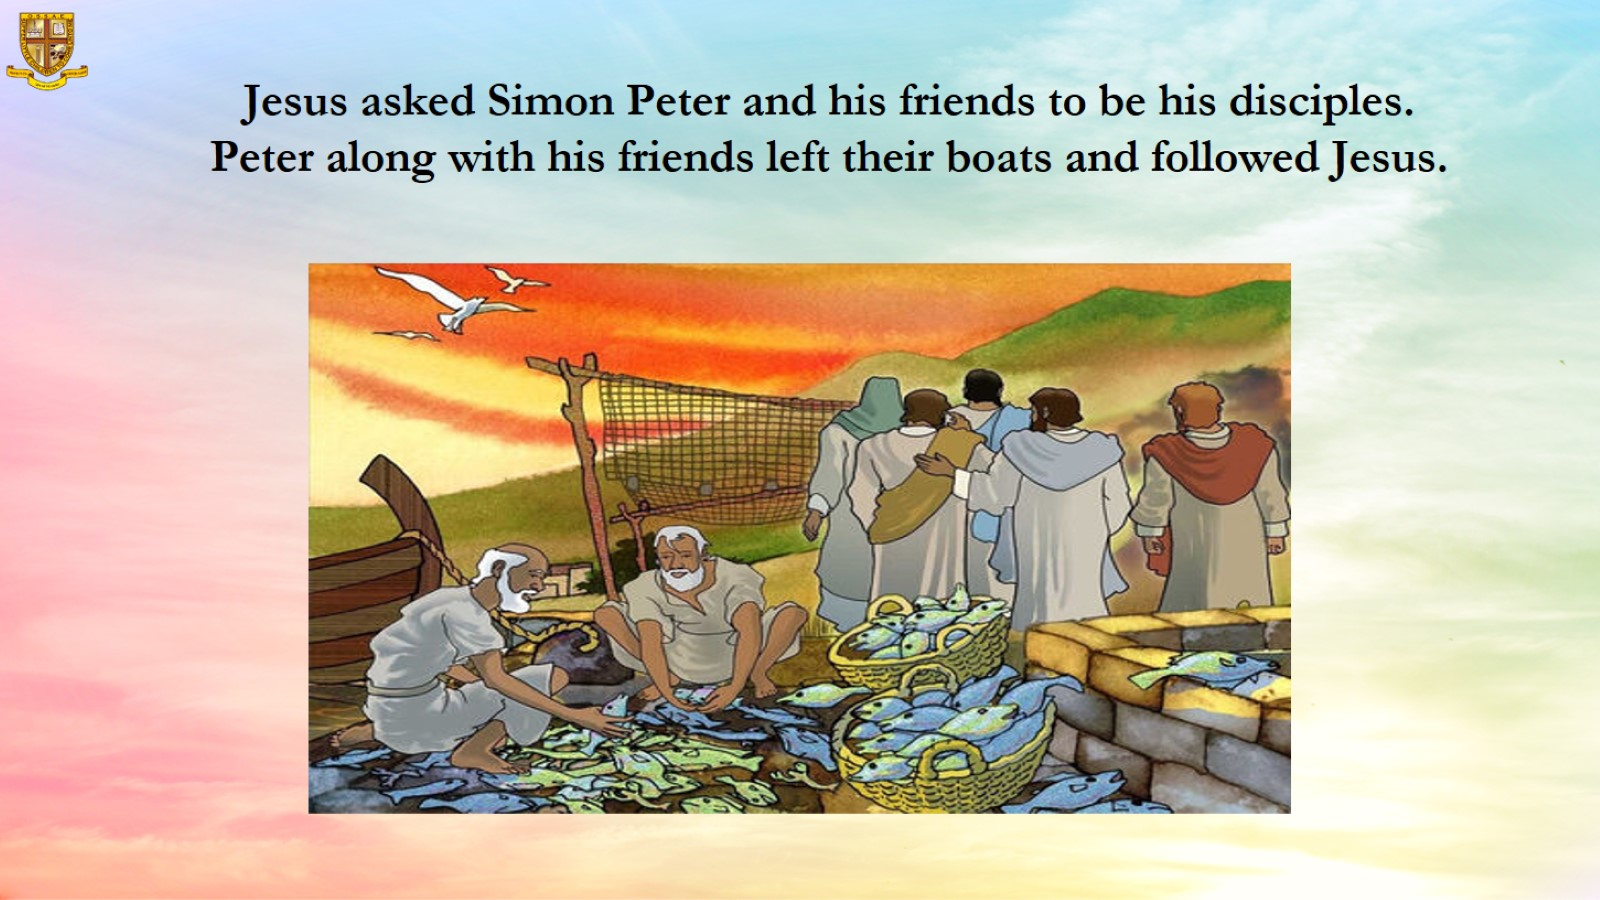 O.S.S.A.E.
Jesus asked Simon Peter and his friends to be his disciples.
Peter along with his friends left their boats and followed Jesus.